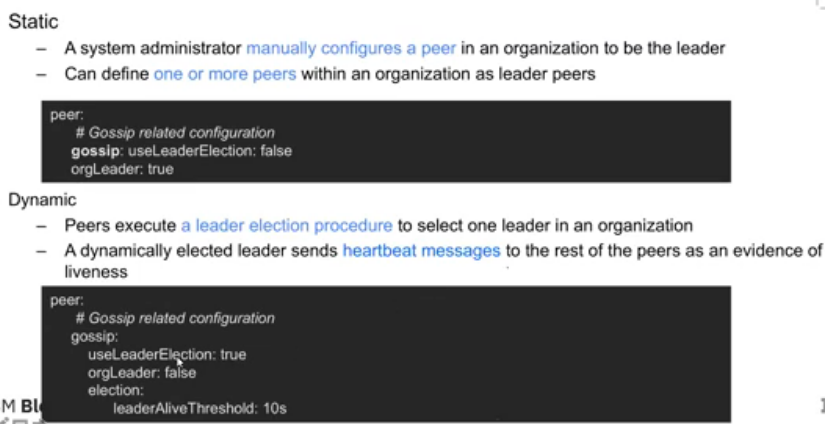 Static
– A system administrator manually configures a peer in an organization to be the leader
– Can define one or more peers within an organization as leader peers
peer:
# Gossip related configuration
gossip: useLeaderElection: false
orgLeader: true
Dynamic
– Peers execute a leader election procedure to select one leader in an organization
– A dynamically elected leader sends heartbeat messages to the rest of the peers as an evidence of
liveness
peer:
# Gossip related configuration
gossip:
useLeaderElection: true
orgLeader: false
election:
leaderAliveThreshold: 10s